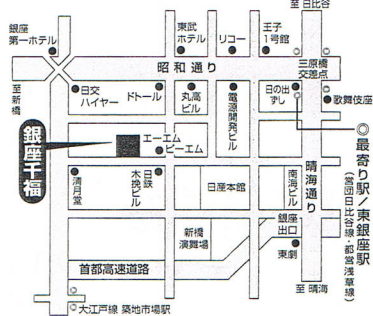 至 日比谷
銀座
第一ホテル
東武
ホテル
リコー
王子
1号館
昭和通り
三原橋
交差点
至 新橋
日交
ハイヤー
ドトール
丸高
ビル
電源開発ビル
日の出
ずし
歌舞伎座
銀座千福
エーエム
ピーエム
◎最寄り駅/東銀座駅
(営団日比谷線・都営浅草線)
清月堂
日鉄
木挽ビル
日産本館
南海ビル
晴海通り
新橋
演舞場
銀座
出口
東劇
首都高速道路
至 晴海
◎大江戸線 築地市場駅